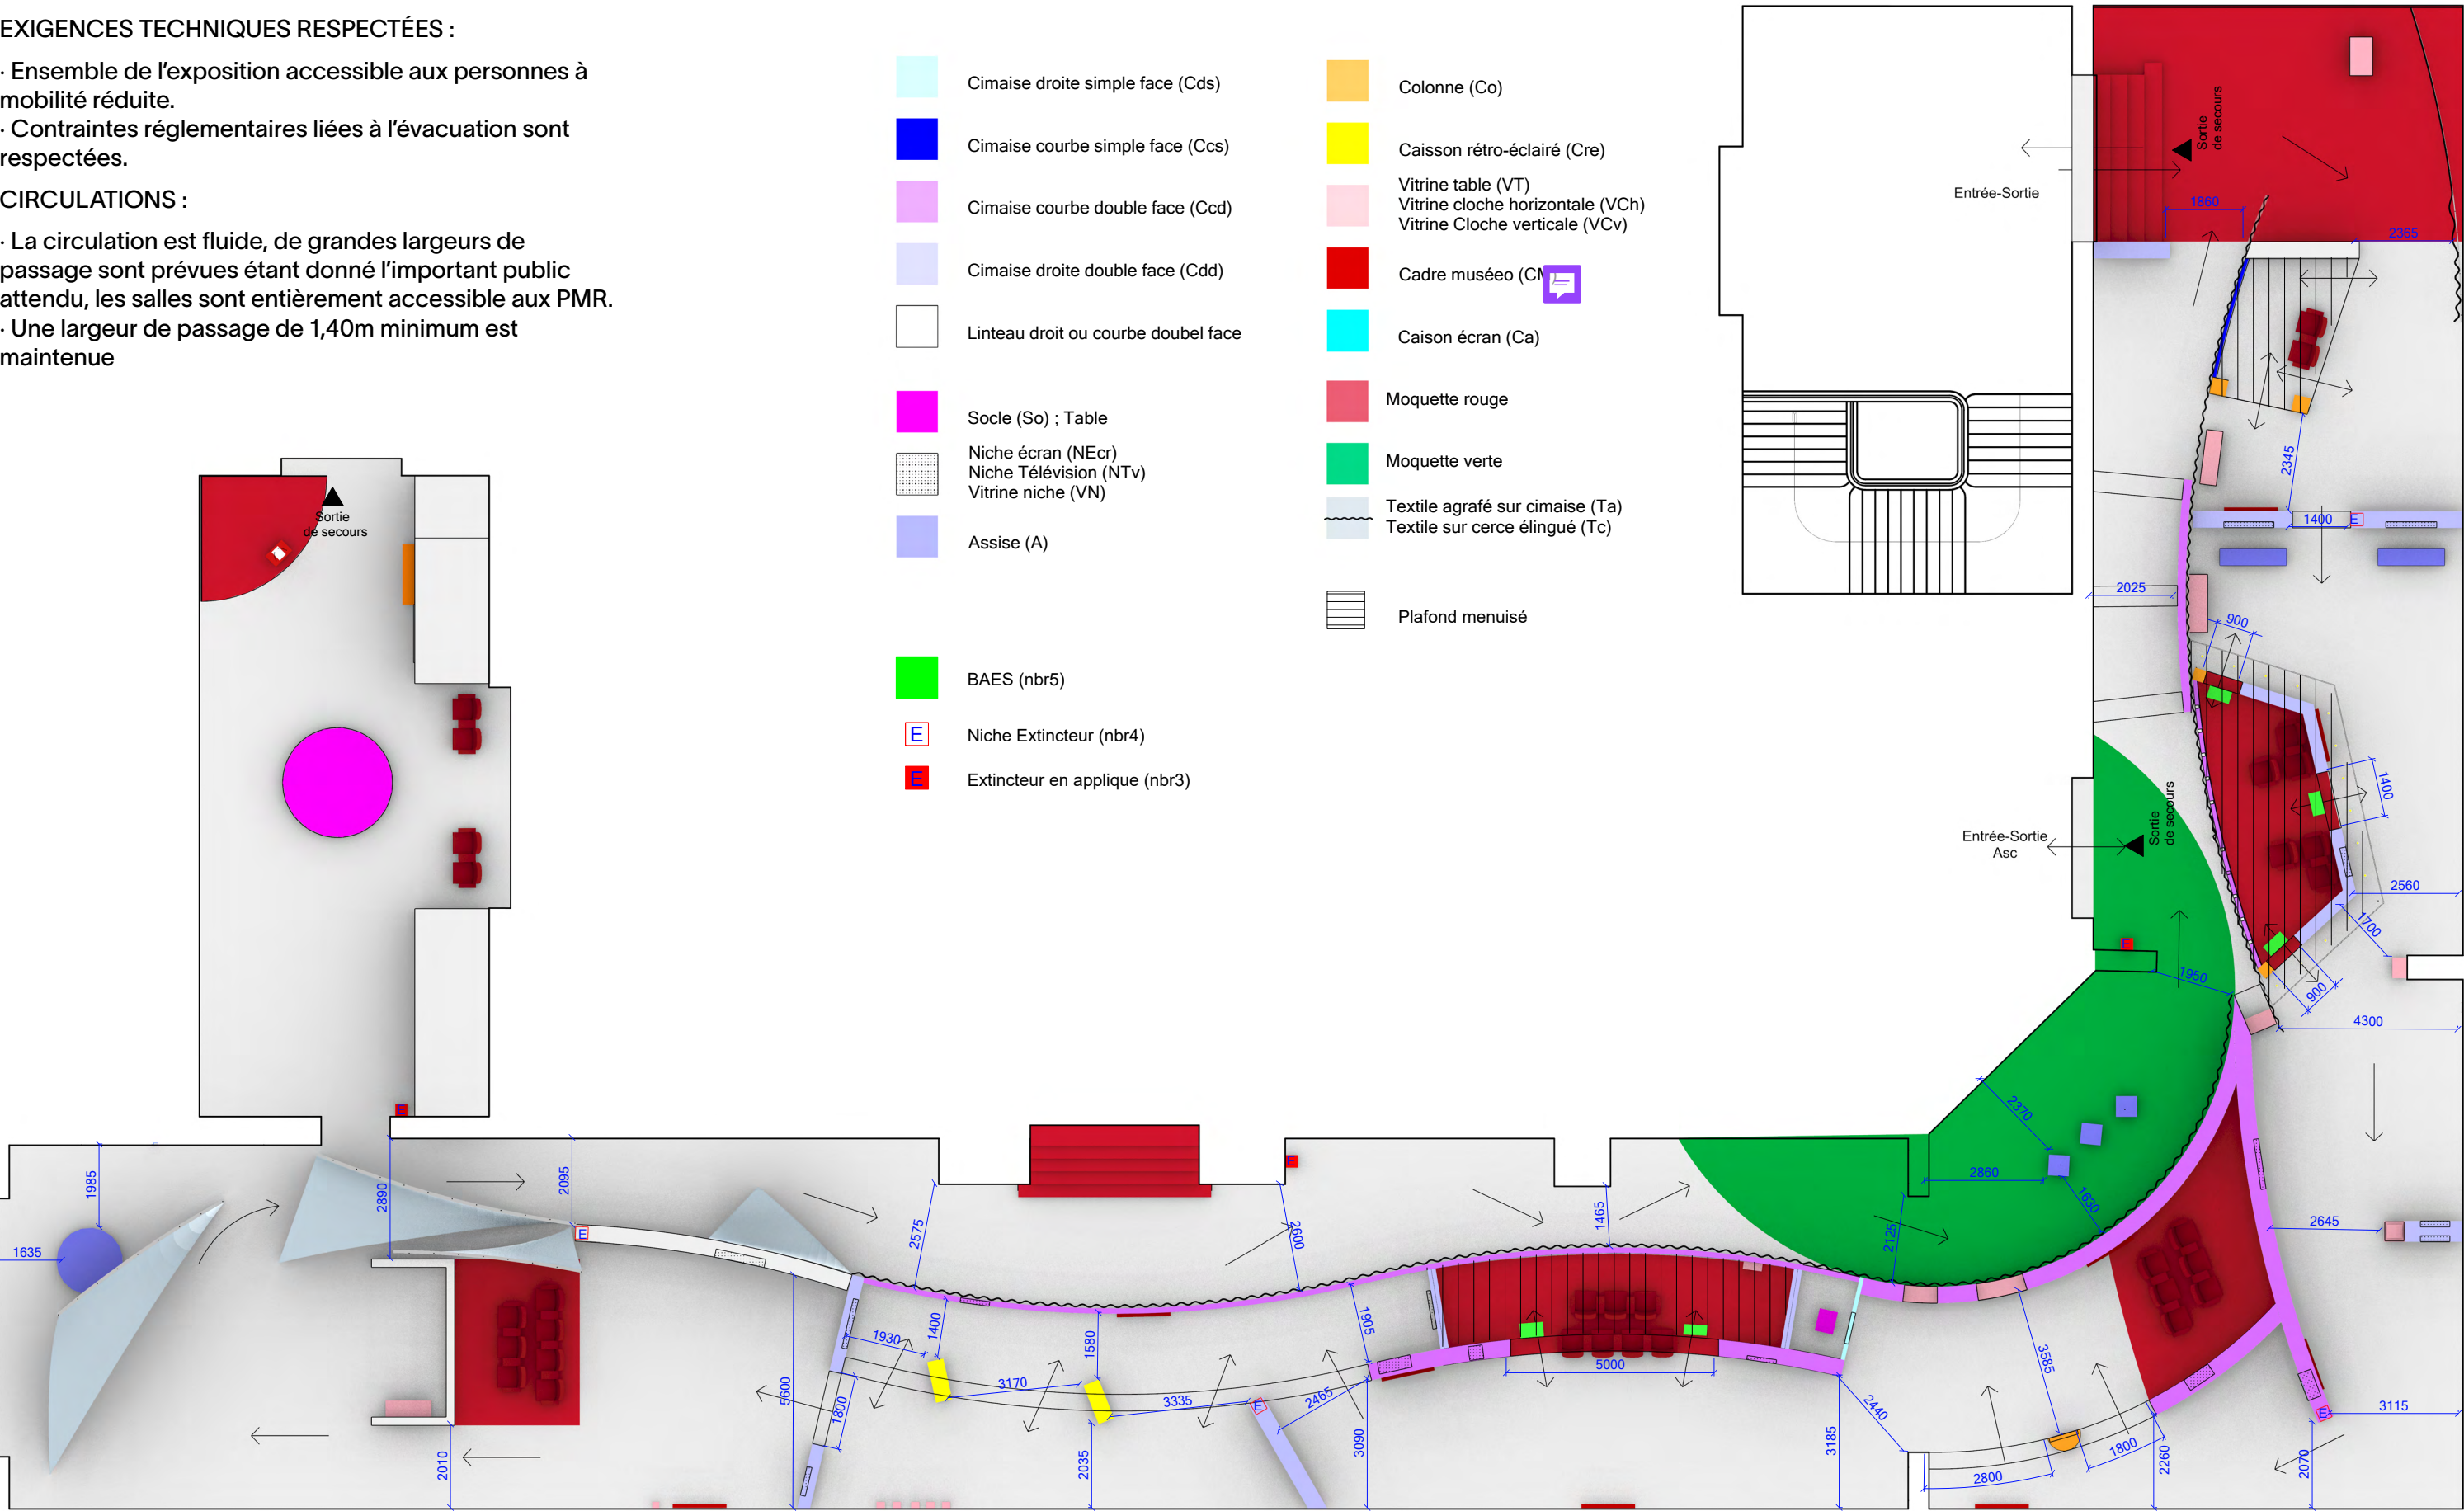 EXIGENCES TECHNIQUES RESPECTÉES :
· Ensemble de l'exposition accessible aux personnes à
mobilité réduite.
· Contraintes réglementaires liées à l'évacuation sont
respectées.
CIRCULATIONS :
· La circulation est fluide, de grandes largeurs de
passage sont prévues étant donné l'important public
attendu, les salles sont entièrement accessible aux PMR.
· Une largeur de passage de 1,40m minimum est
maintenue
Cimaise droite simple face (Cds)
Cimaise courbe simple face (Ccs)
Cimaise courbe double face (Ccd)
Cimaise droite double face (Cdd)
Linteau droit ou courbe doubel face
Socle (So) ; Table
Niche écran (NEcr)
Niche Télévision (NTv)
Vitrine niche (VN)
Assise (A)
BAES (nbr5)
E
Niche Extincteur (nbr4)
E
Extincteur en applique (nbr3)
Colonne (Co)
Caisson rétro-éclairé (Cre)
Vitrine table (VT)
Vitrine cloche horizontale (VCh)
Vitrine Cloche verticale (VCv)
Cadre muséeo (CM
Caison écran (Ca)
Moquette rouge
Moquette verte
Textile agrafé sur cimaise (Ta)
Textile sur cerce élingué (Tc)
Plafond menuisé
Entrée-Sortie
Sortie
de secours
1860
2365
2345
1400
E
2025
900
1400
Entrée-Sortie
Asc
Sortie
de secours
2560
1700
E
1950
900
4300
2370
2860
1630
2125
2645
3585
3115
E
2070
2260
1800
2800
2440
3185
5000
1465
1905
3090
2465
E
3335
3170
1580
2035
1400
1930
1800
5600
2575
2600
E
2095
2890
E
E
2010
1985
1635
Sortie
de secours